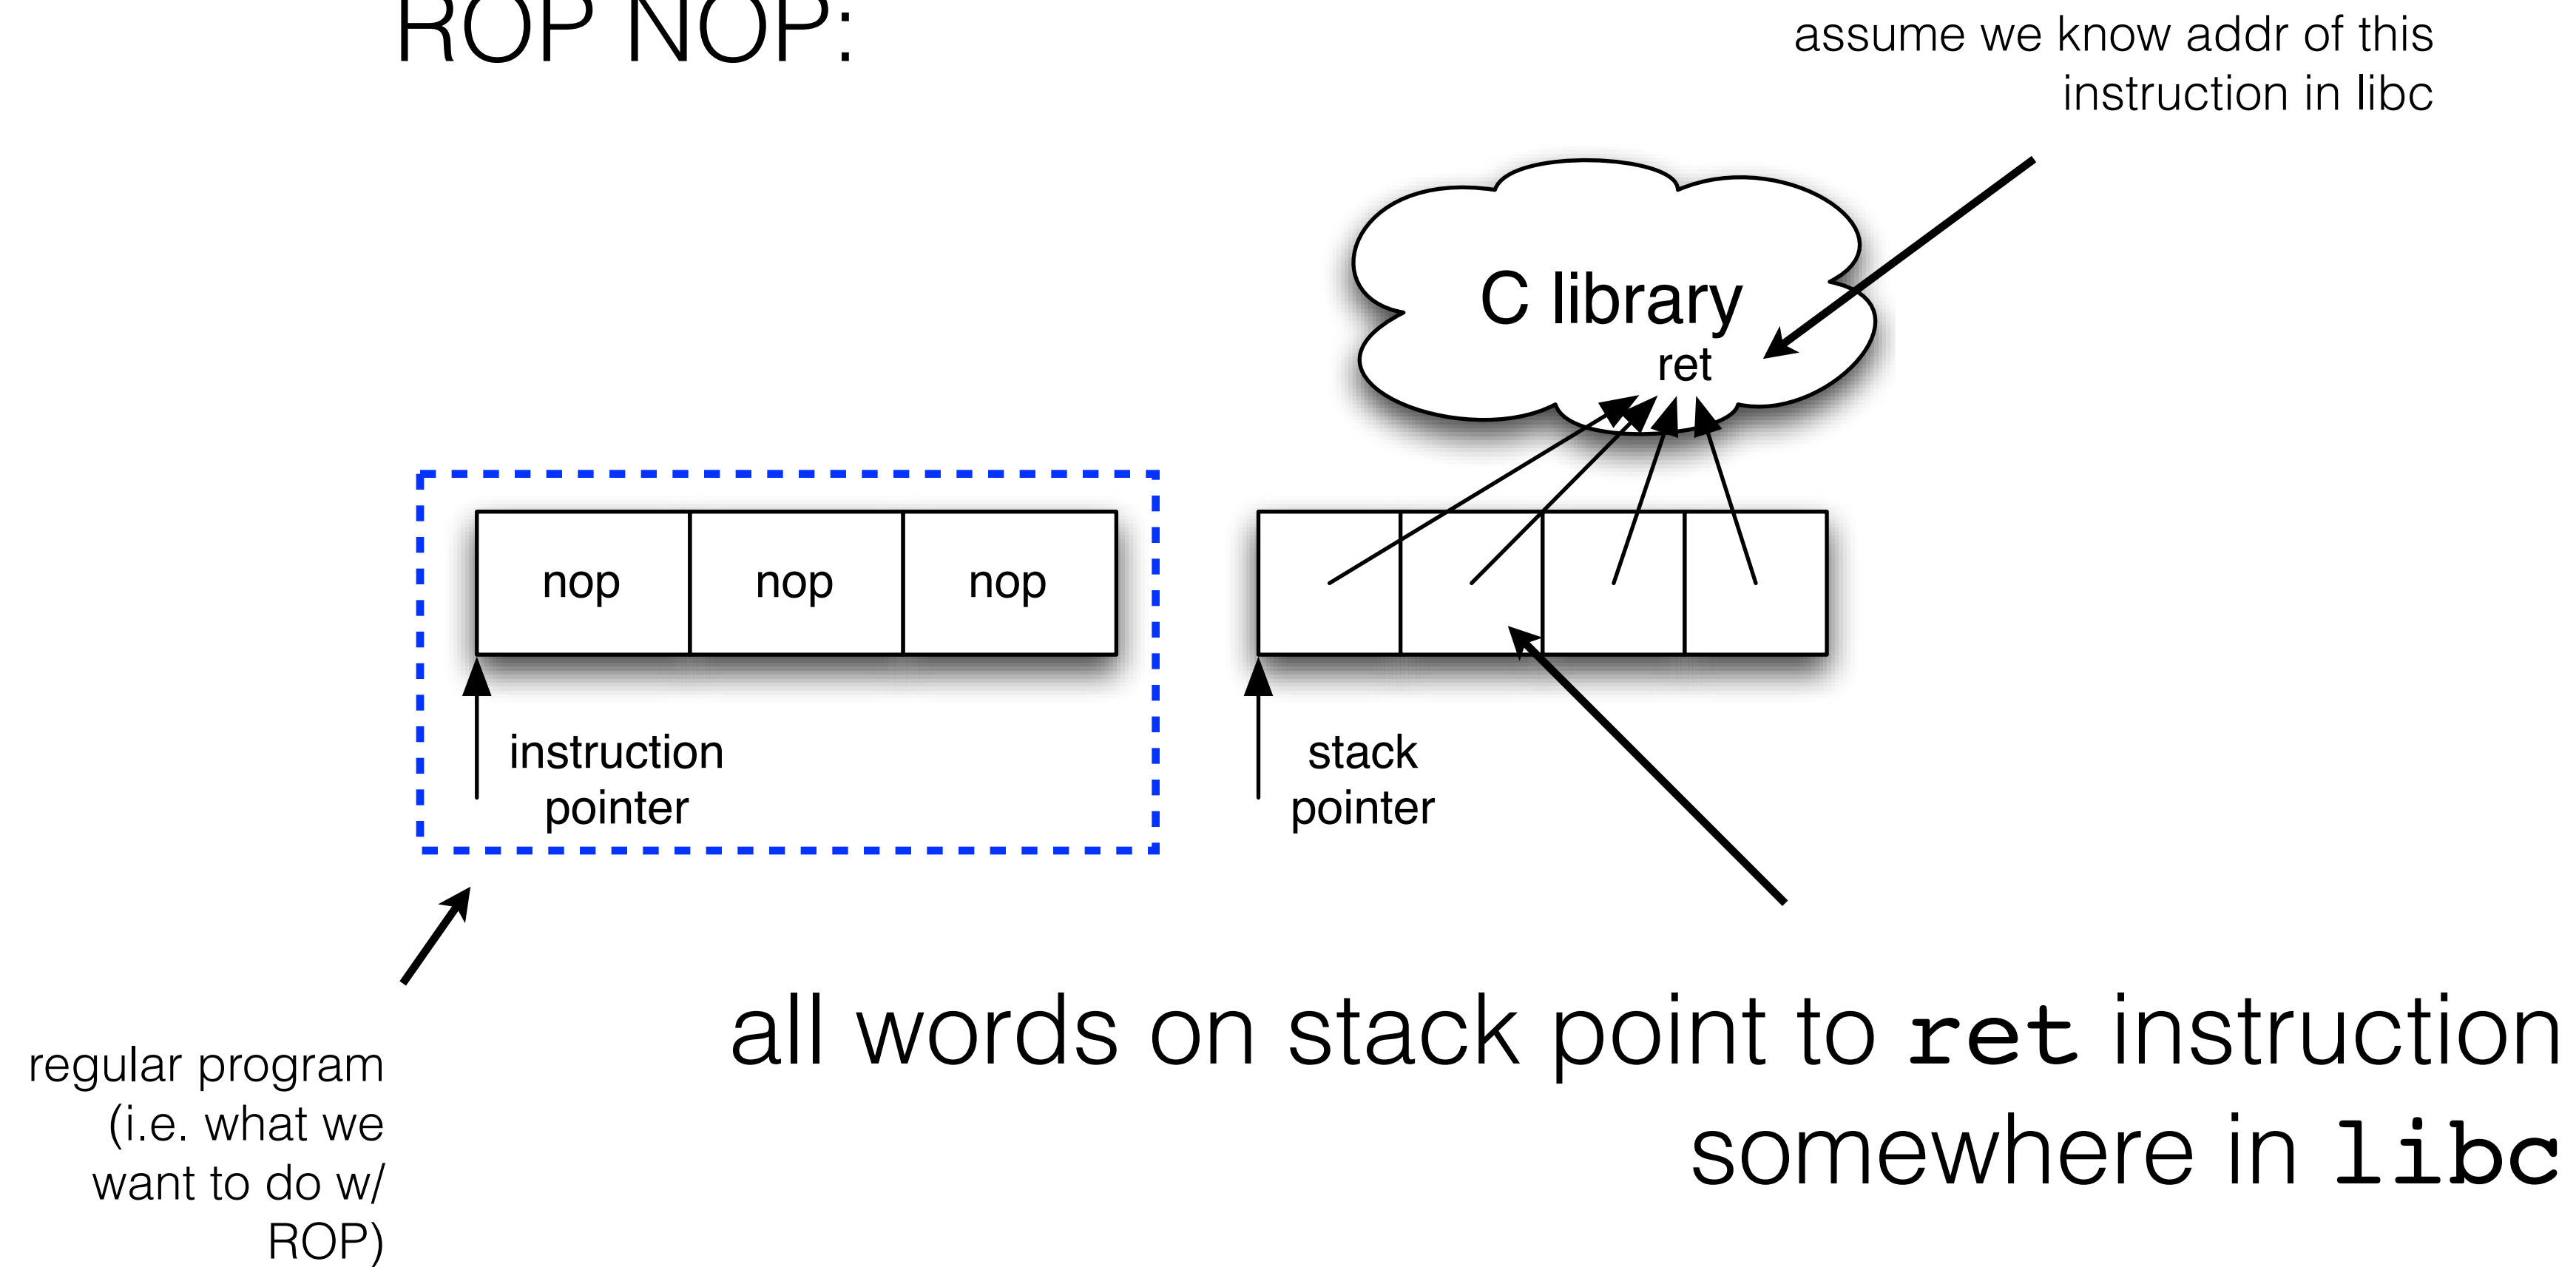 ROP NOP:
assume we know addr of this
instruction in libc
C library
ret
nop nop nop
instruction
pointer
stack
pointer
regular program
(i.e. what we
want to do w/
ROP)
all words on stack point to ret instruction
somewhere in libc